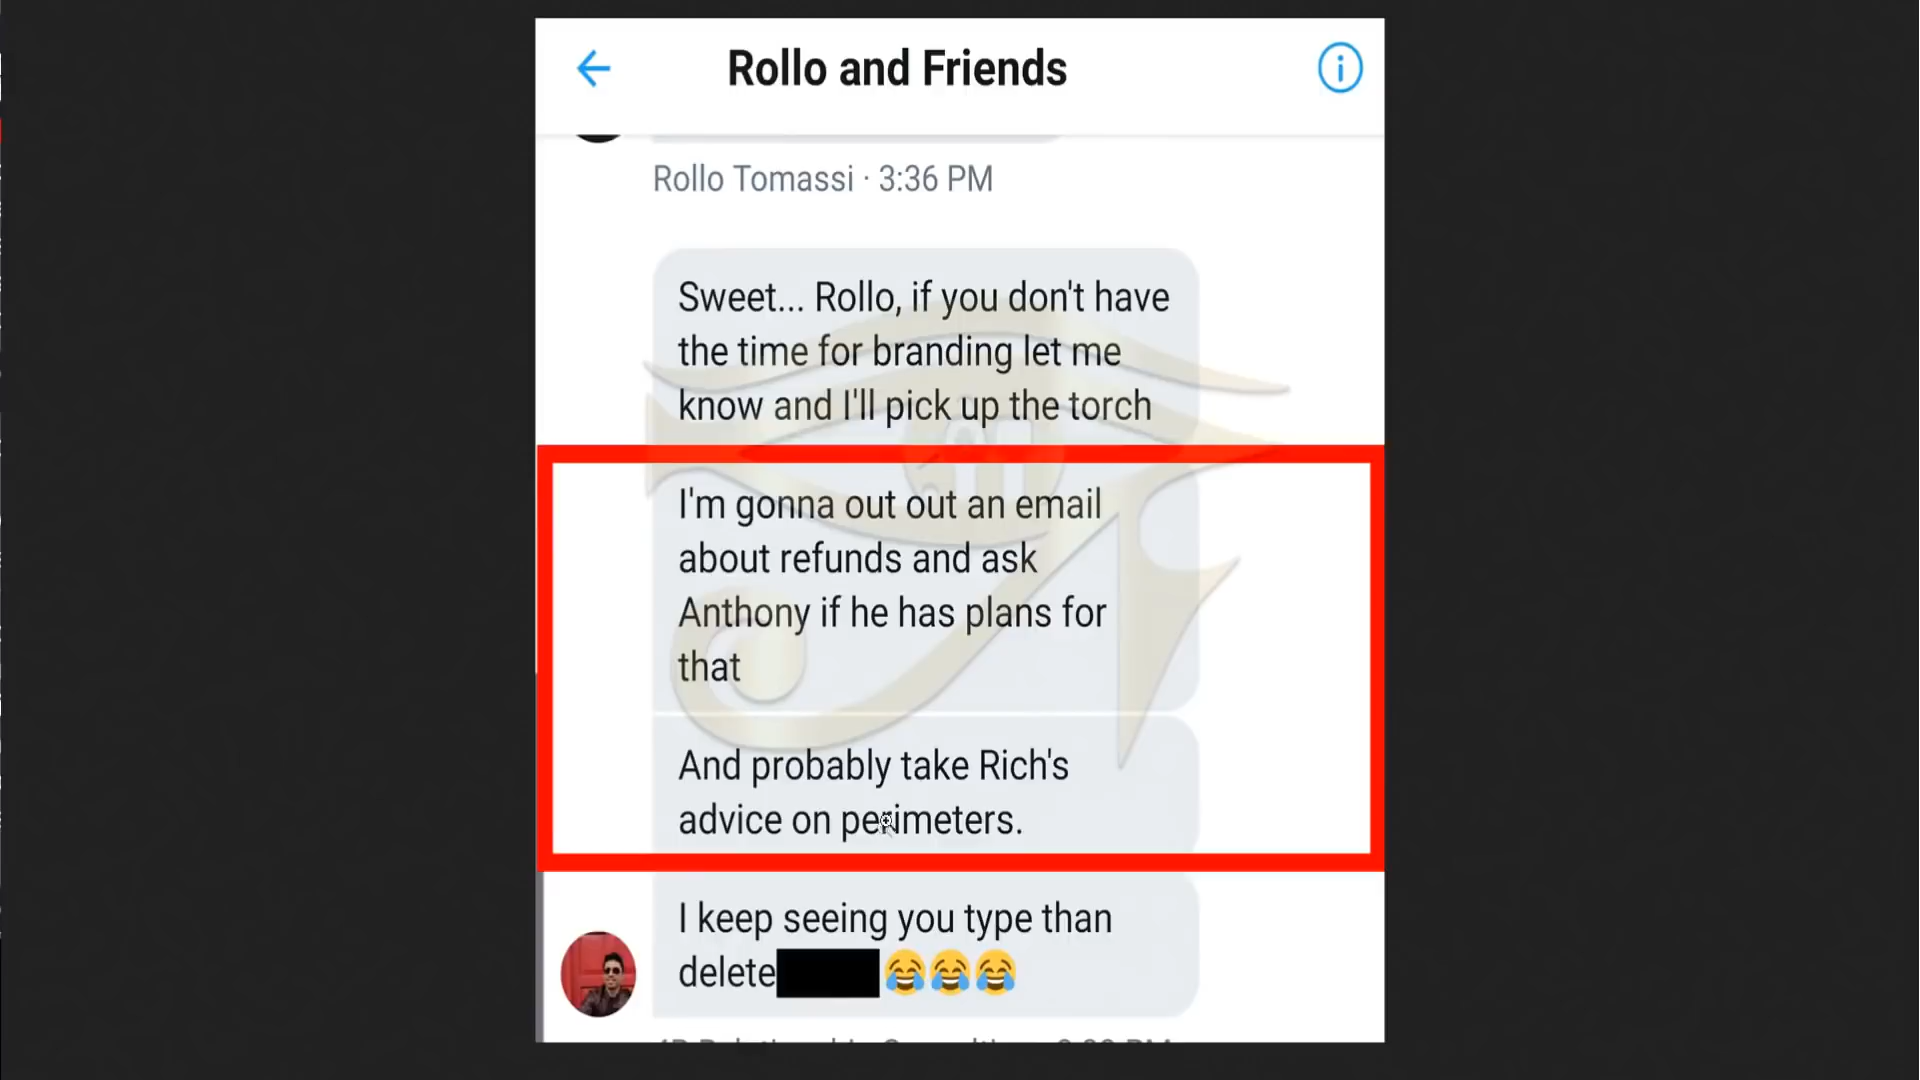 Rollo and Friends
Rollo Tomassi · 3:36 PM
Sweet... Rollo, if you don't have
the time for branding let me
know and I'll pick up the torch
I'm gonna out out an email
about refunds and ask
Anthony if he has plans for
that
And probably take Rich's
advice on perimeters.
I keep seeing you type than
delete 😂😂😂